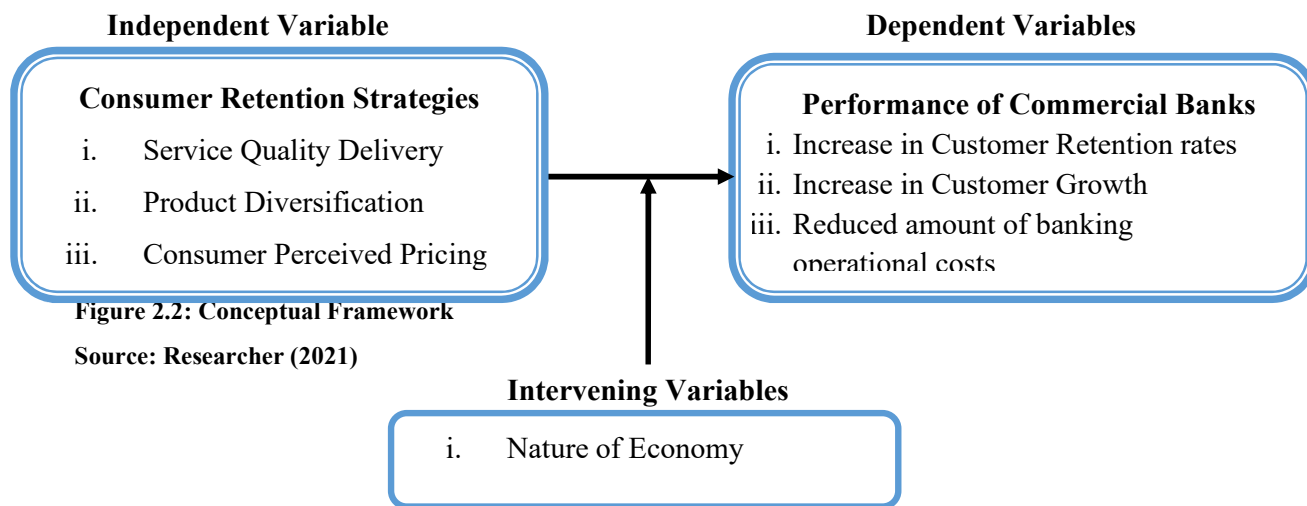 Independent Variable
Consumer Retention Strategies
i. Service Quality Delivery
ii. Product Diversification
iii. Consumer Perceived Pricing
Figure 2.2: Conceptual Framework
Source: Researcher (2021)
Dependent Variables
Performance of Commercial Banks
i. Increase in Customer Retention rates
ii. Increase in Customer Growth
iii. Reduced amount of banking
operational costs
Intervening Variables
i. Nature of Economy